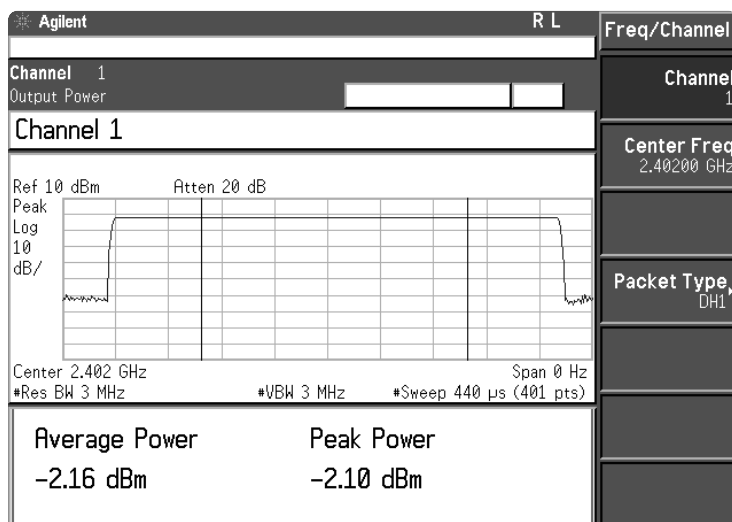 Agilent
R L
Freq/Channel
Channel 1
Output Power
Channel
1
Channel 1
Center Freq
2.40200 GHz
Ref 10 dBm Atten 20 dB
Peak
Log
10
dB/
Packet Type
DH1
Center 2.402 GHz Span 0 Hz
#Res BW 3 MHz #VBW 3 MHz #Sweep 440 µs (401 pts)
Average Power Peak Power
-2.16 dBm -2.10 dBm